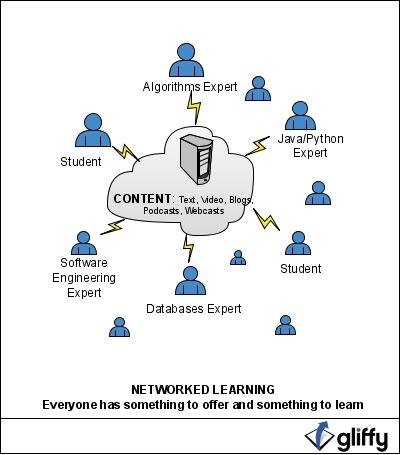 Algorithms Expert
Java/Python
Expert
Student
CONTENT: Text, Video, Blogs,
Podcasts, Webcasts
Software
Engineering
Expert
Student
Databases Expert
NETWORKED LEARNING
Everyone has something to offer and something to learn
gliffy